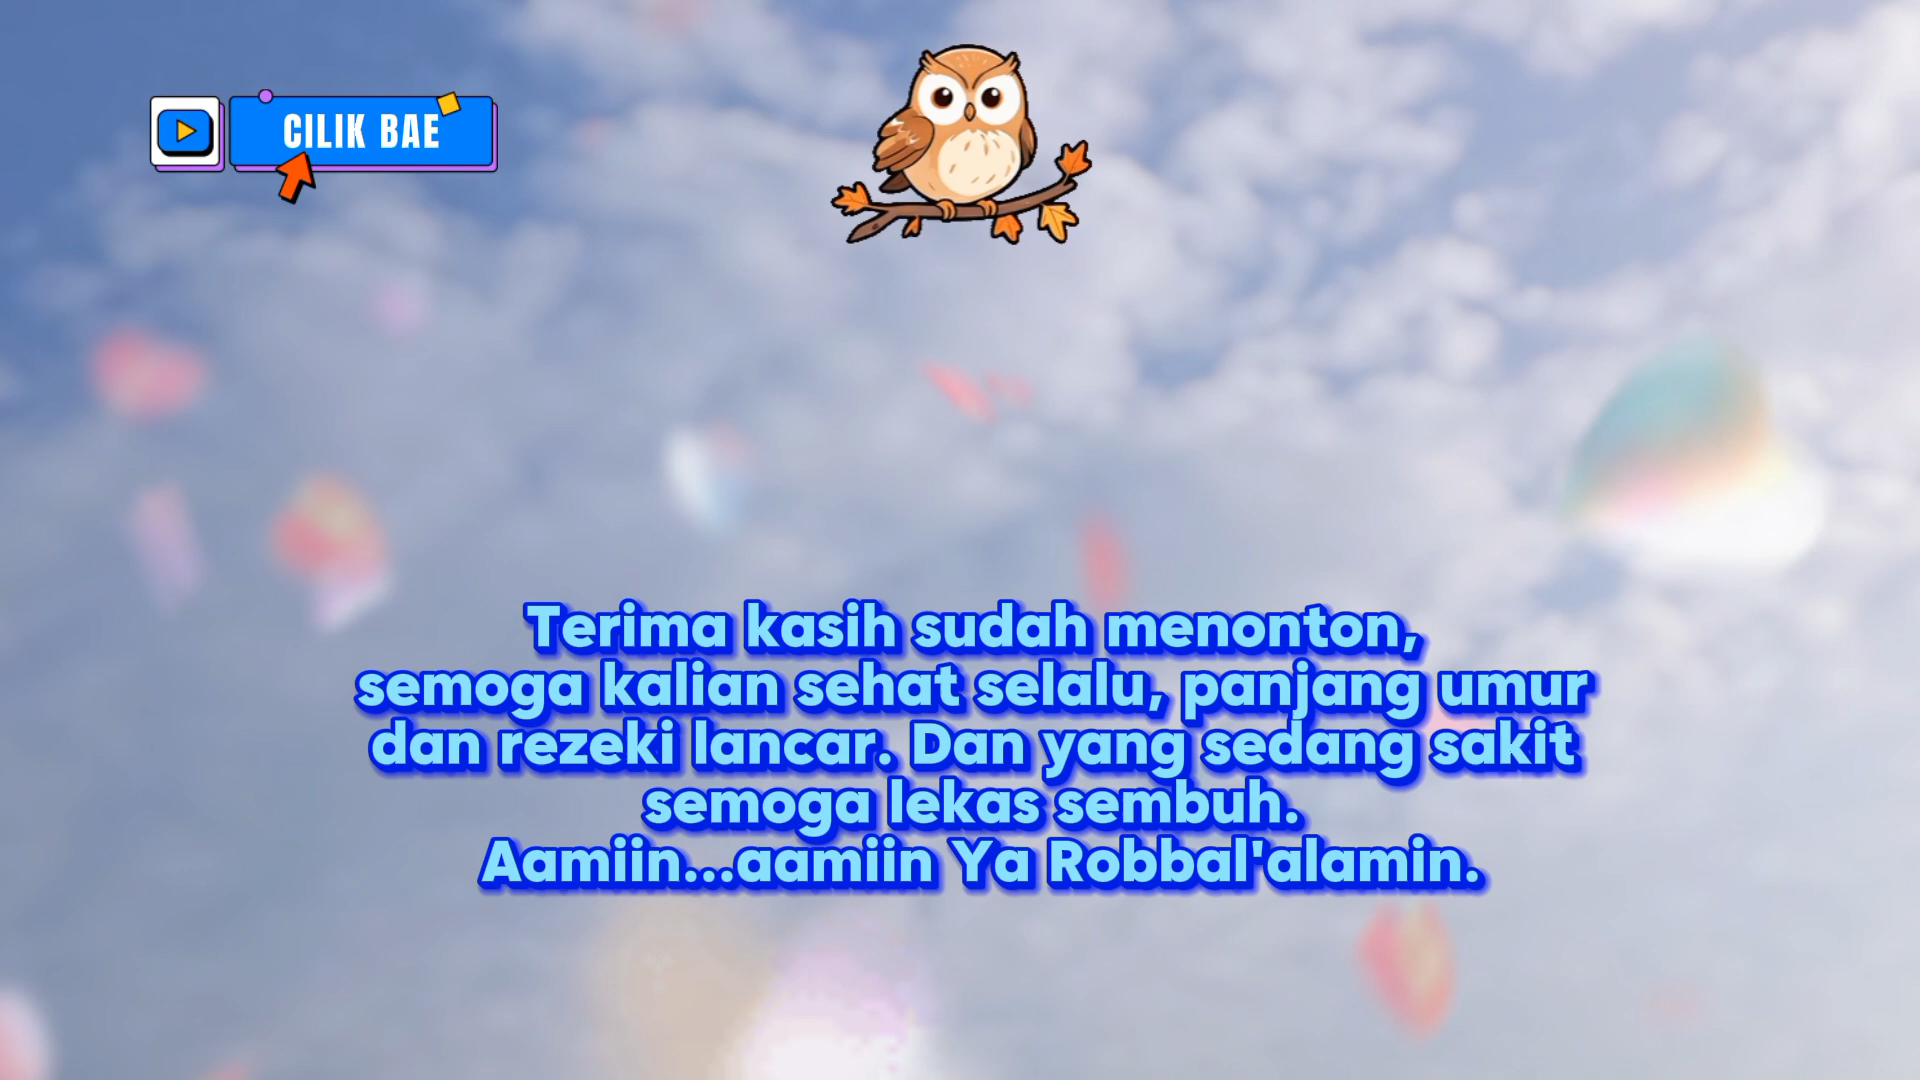 CILIK BAE
Terima kasih sudah menonton,
semoga kalian sehat selalu, panjang umur
dan rezeki lancar. Dan yang sedang sakit
semoga lekas sembuh.
Aamiin...aamiin Ya Robbal'alamin.